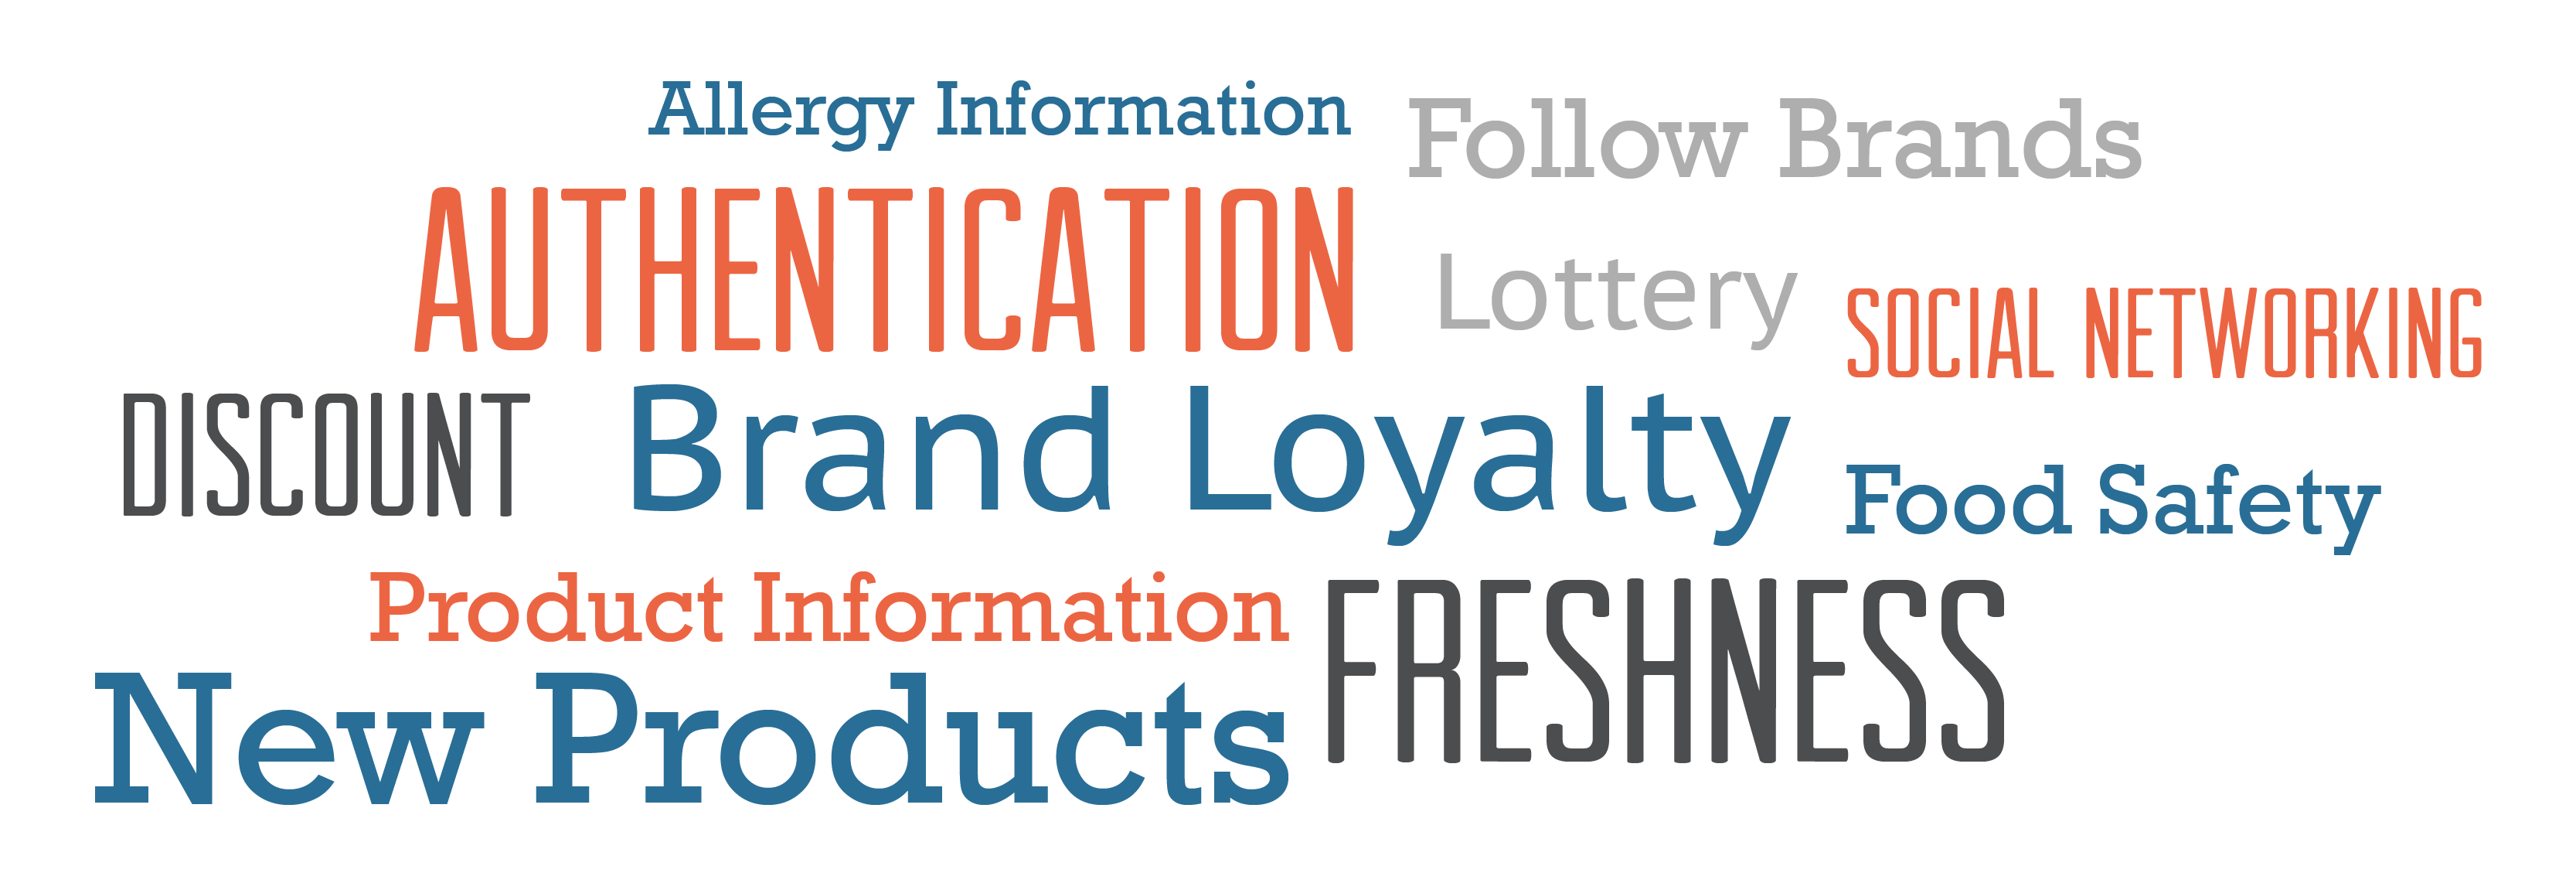 Allergy Information
Follow Brands
AUTHENTICATION
Lottery
SOCIAL NETWORKING
DISCOUNT
Brand Loyalty
Food Safety
Product Information
FRESHNESS
New Products